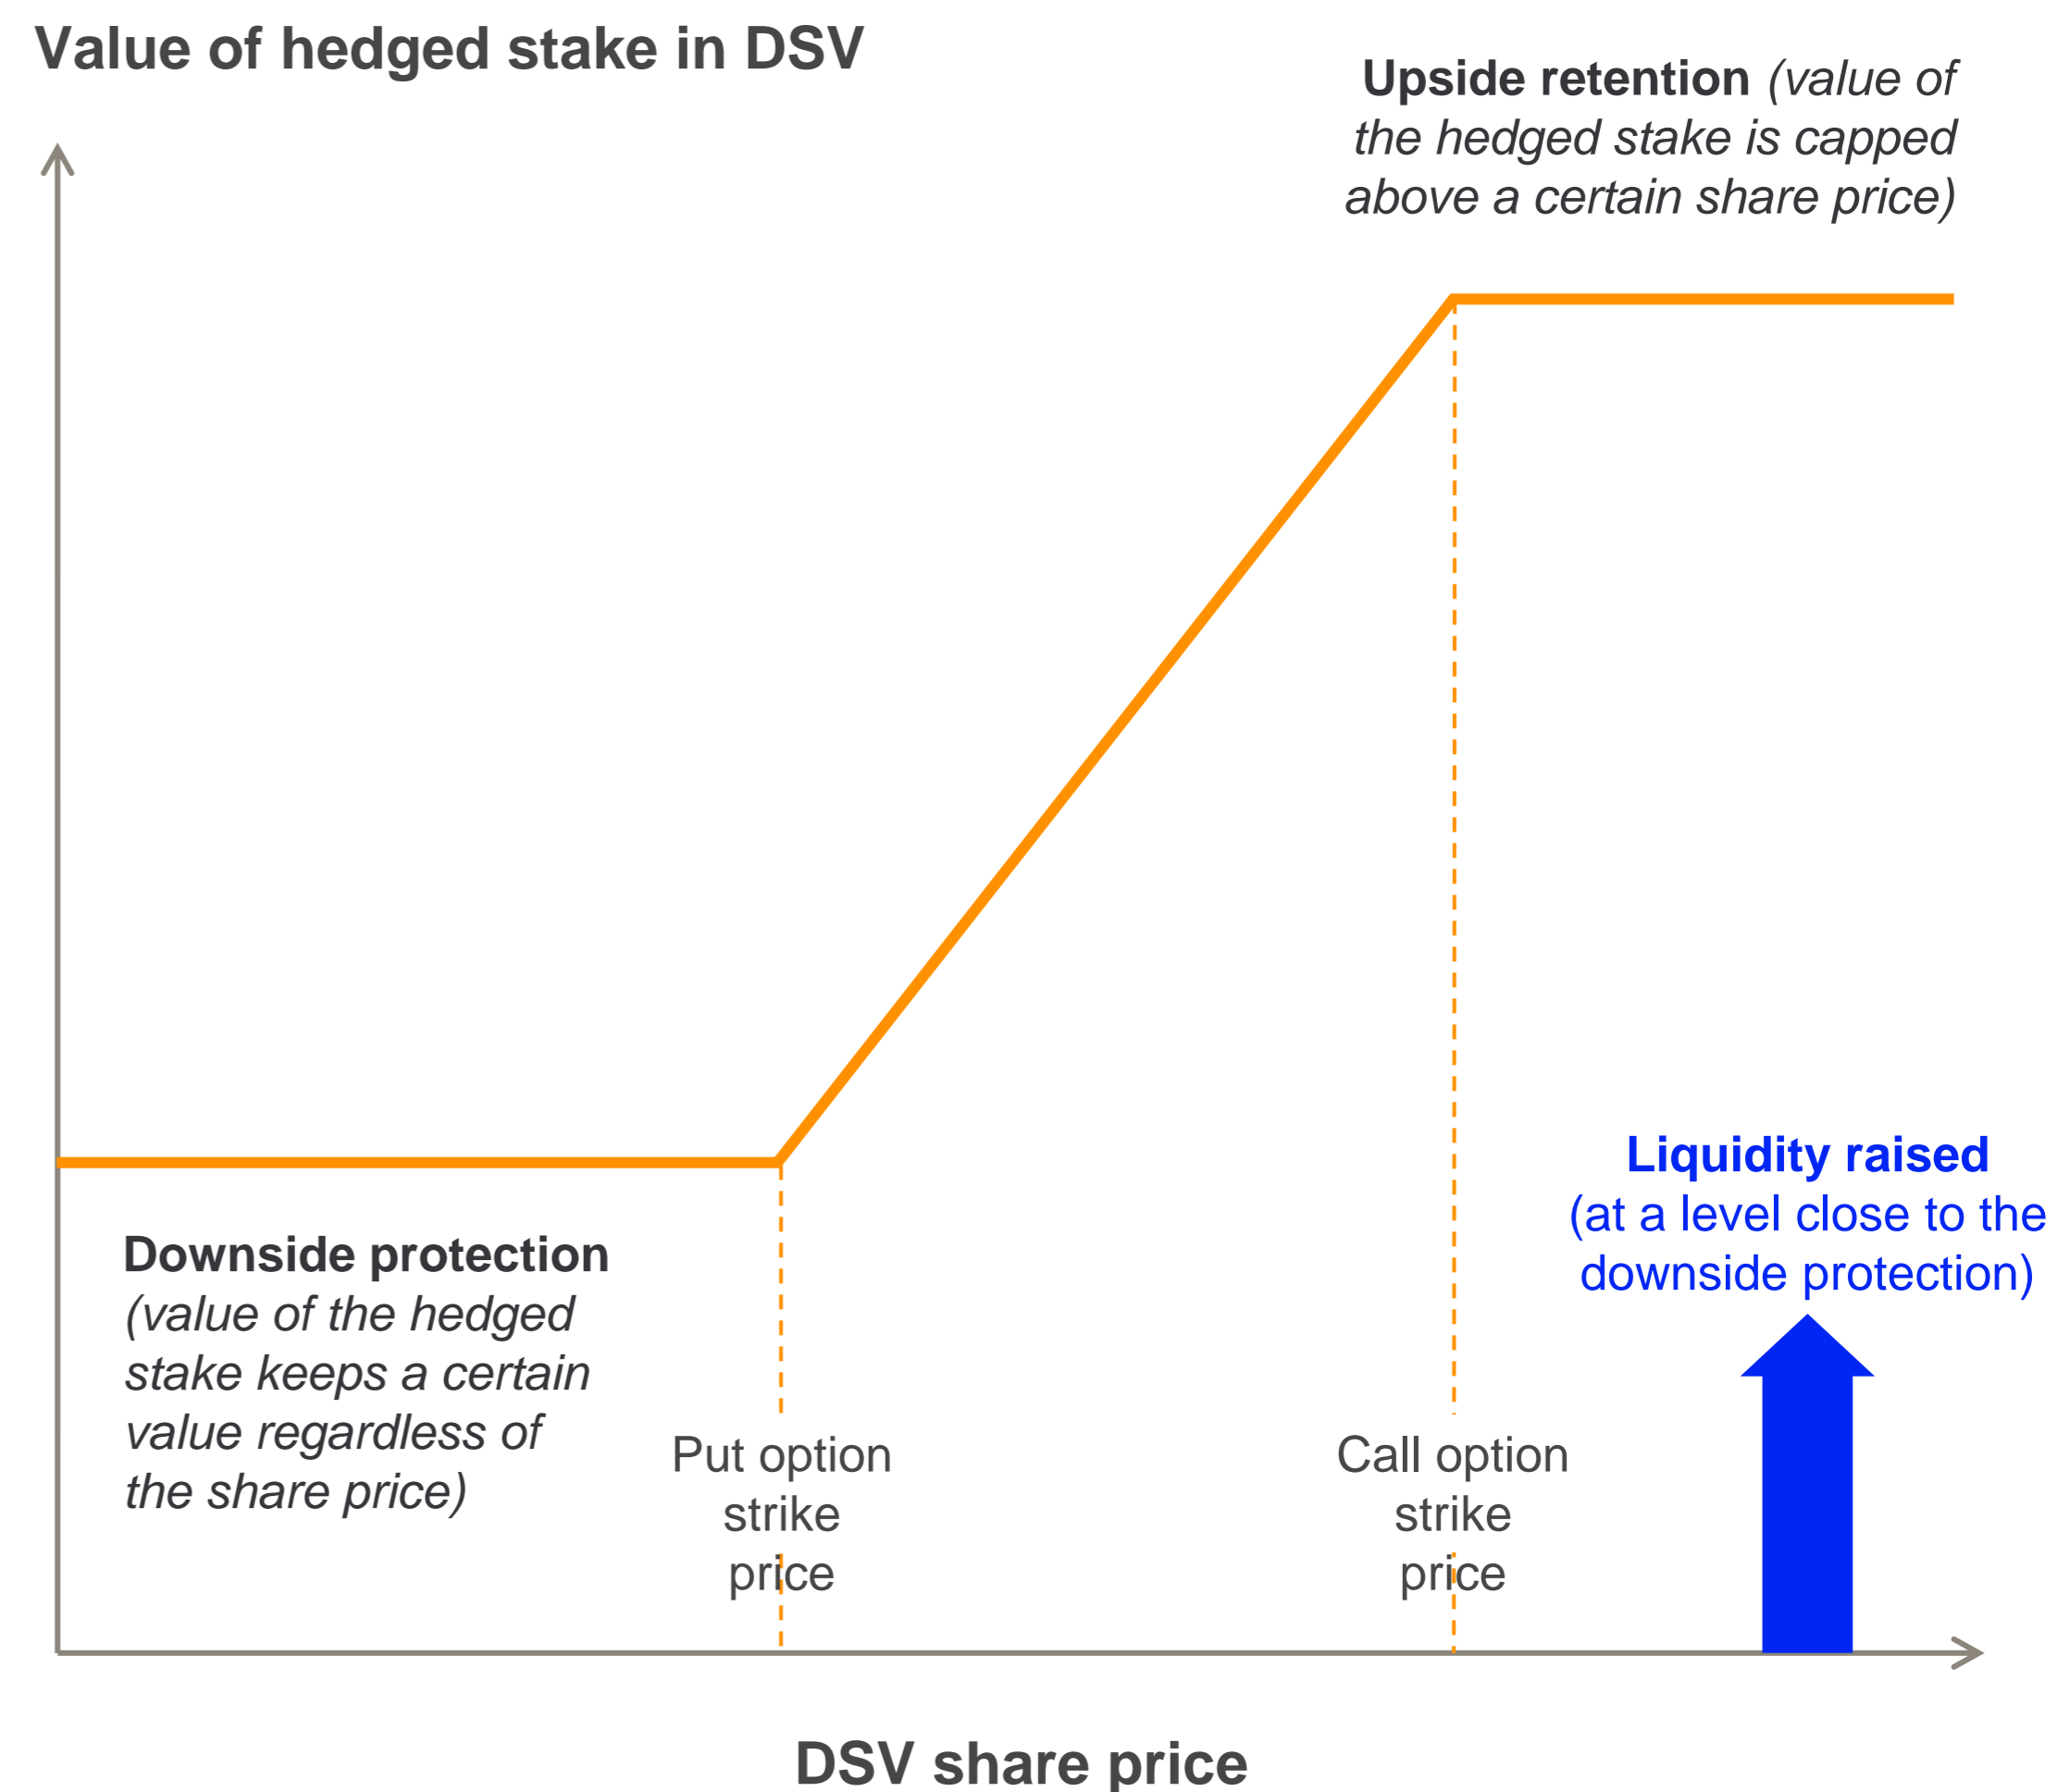 Value of hedged stake in DSV
Upside retention (value of
the hedged stake is capped
above a certain share price)
Liquidity raised
(at a level close to the
downside protection)
Downside protection
(value of the hedged
stake keeps a certain
value regardless of
the share price)
Put option
strike
price
Call option
strike
price
DSV share price